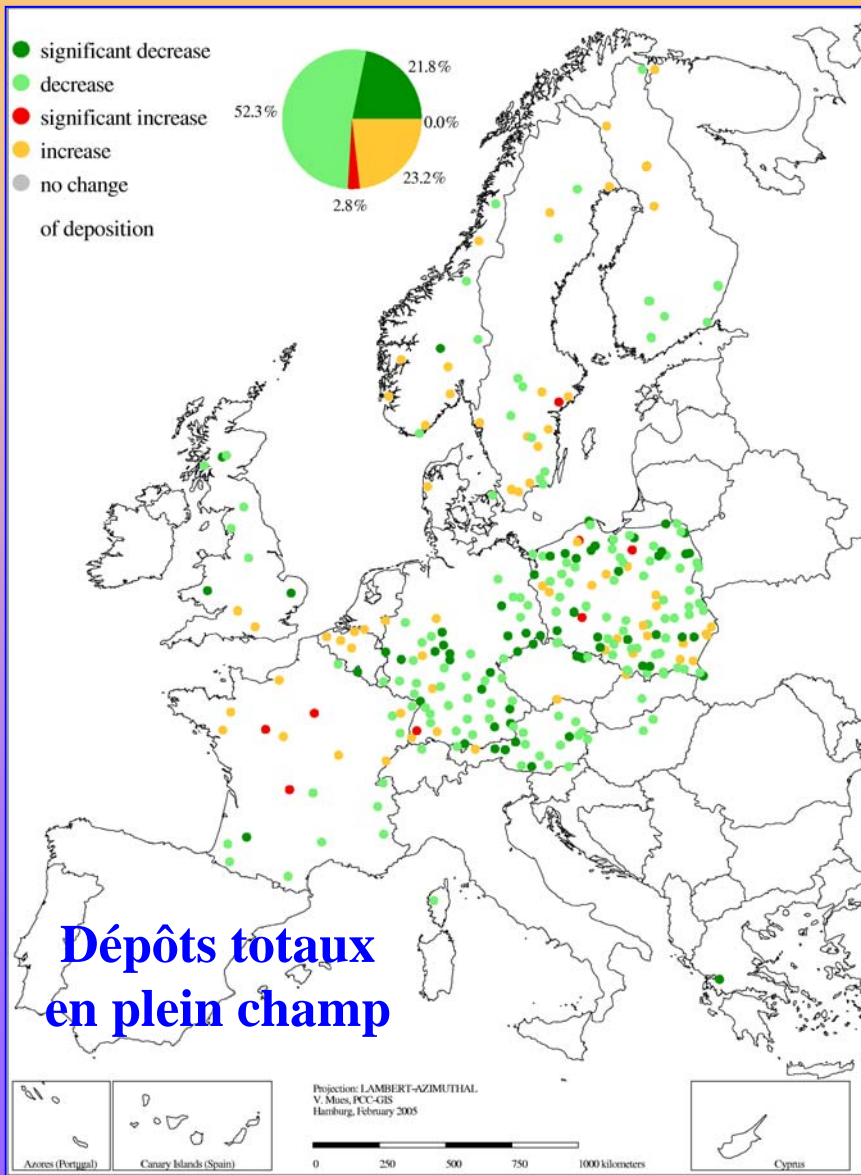 significant decrease
decrease
significant increase
increase
no change
of deposition
21.8%
52.3%
0.0%
23.2%
2.8%
Dépôts totaux
en plein champ
Projection: LAMBERT-AZIMUTHAL
V. Mues, PCC-GIS
Hamburg, February 2005
0 250 500 750 1000 kilometers
Azores (Portugal)
Canary Islands (Spain)
Cyprus